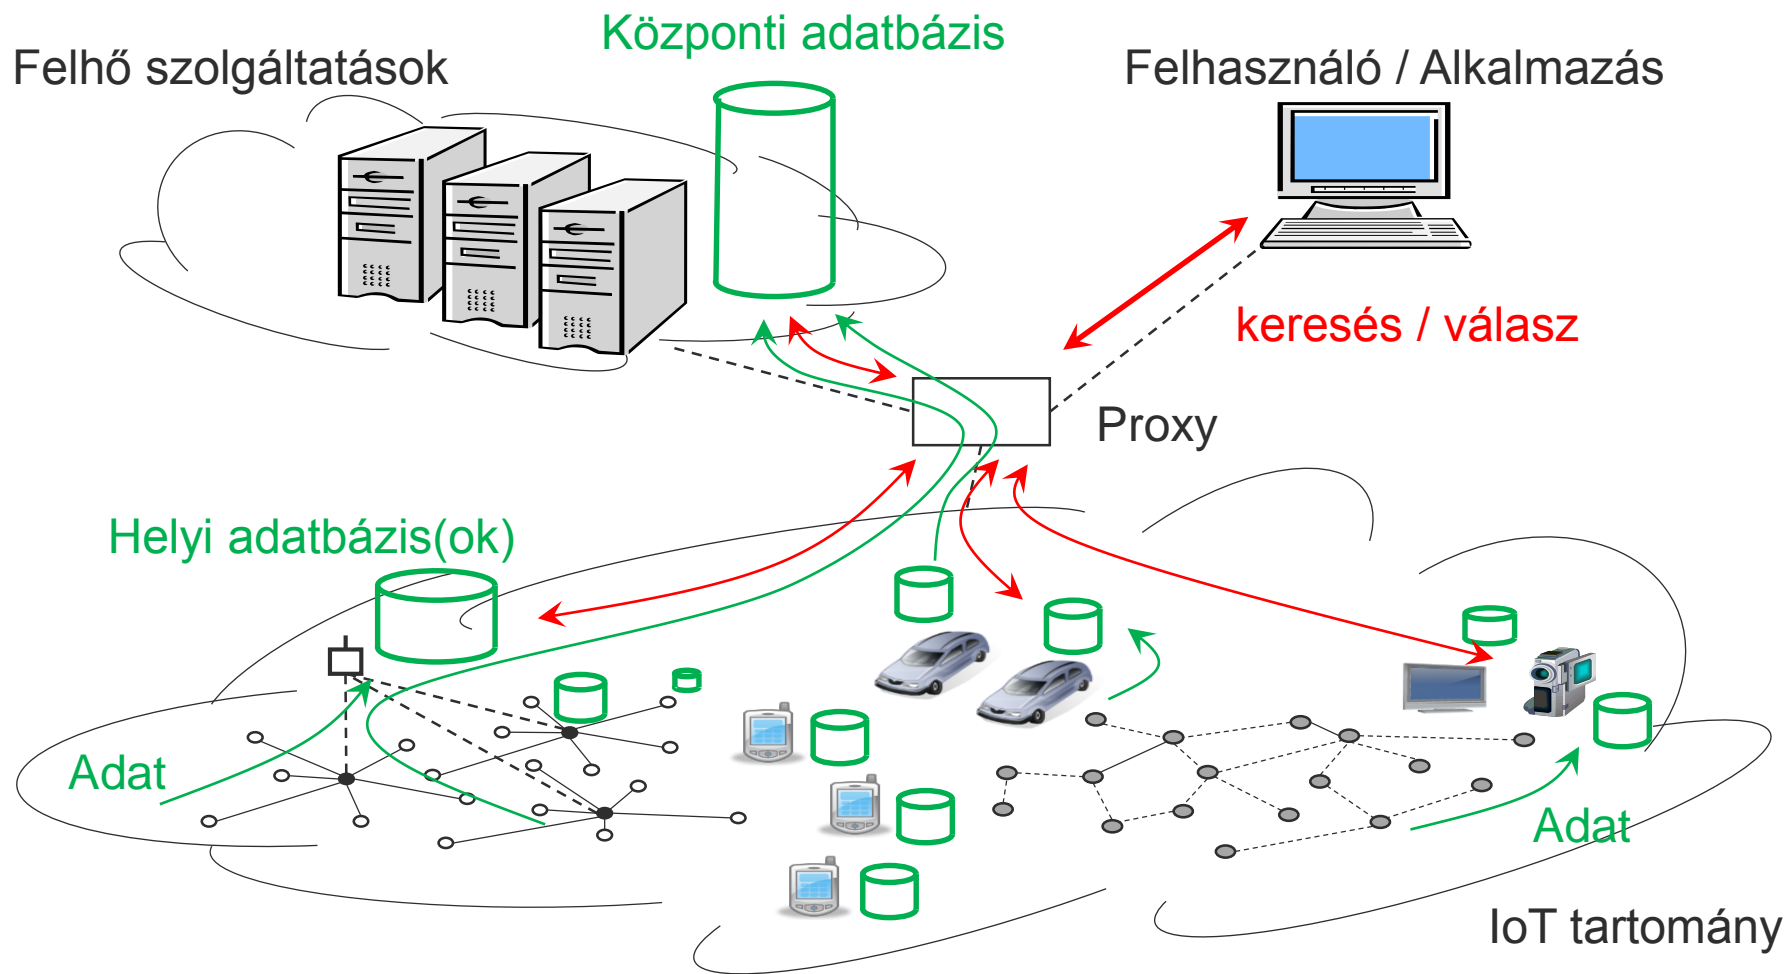 Központi adatbázis
Felhő szolgáltatások
Felhasználó / Alkalmazás
keresés / válasz
Proxy
Helyi adatbázis(ok)
Adat
Adat
IoT tartomány